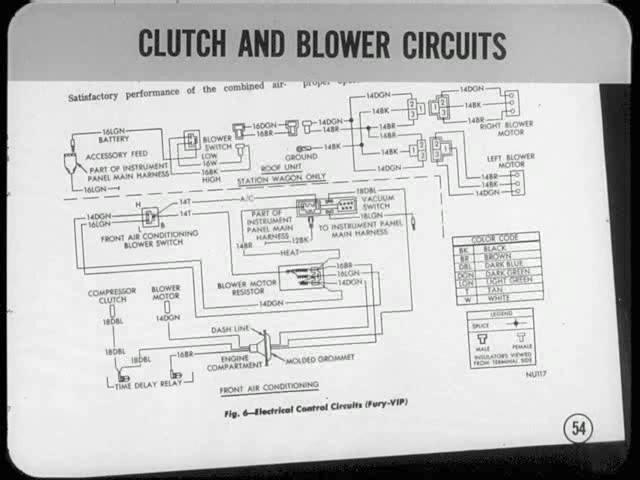 CLUTCH AND BLOWER CIRCUITS
Satisfactory performance of the combined air-
16LGN
BATTERY
ACCESSORY FEED
PART OF INSTRUMENT
PANEL MAIN HARNESS
16LGN
BLOWER
SWITCH
LOW
16W
16BK
HIGH
16DGN
16BR
14DGN
14BK
14BR
14BK
GROUND
ROOF UNIT
STATION WAGON ONLY
14DGN
14BK
14BR
RIGHT BLOWER
MOTOR
14BR
14BK
14DGN
LEFT BLOWER
MOTOR
14BR
14BK
14DGN
H
14T
14T
L
B
14DGN
16LGN
FRONT AIR CONDITIONING
BLOWER SWITCH
A/C
18DBL
VACUUM
SWITCH
18LGN
PART OF
INSTRUMENT
PANEL MAIN
HARNESS
TO INSTRUMENT PANEL
MAIN HARNESS
14BR
12BK
HEAT
BLOWER MOTOR
RESISTOR
16BR
16LGN
14DGN
14DGN
COMPRESSOR
CLUTCH
18DBL
BLOWER
MOTOR
14DGN
DASH LINE
18DBL
18DBL
16BR
TIME DELAY RELAY
ENGINE
COMPARTMENT
MOLDED GROMMET
FRONT AIR CONDITIONING
COLOR CODE
BK BLACK
BR BROWN
DBL DARK BLUE
DGN DARK GREEN
LGN LIGHT GREEN
T TAN
W WHITE
LEGEND
SPLICE
MALE FEMALE
INSULATORS VIEWED
FROM TERMINAL SIDE
NU117
Fig. 6—Electrical Control Circuits (Fury-VIP)
54